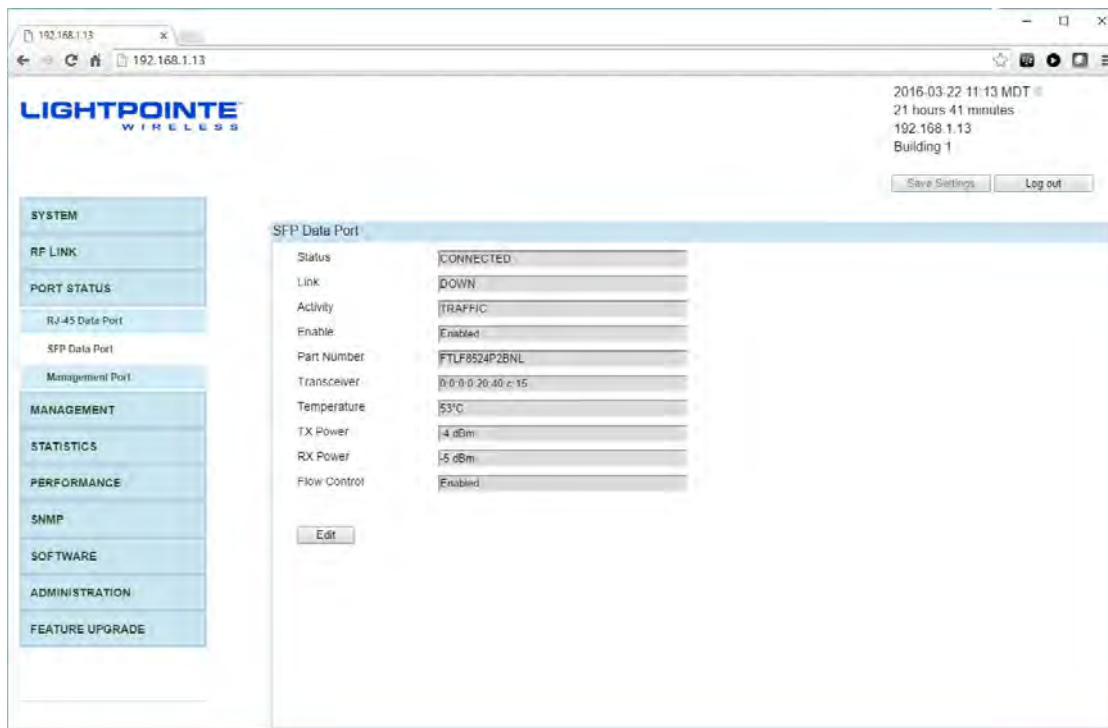 192.168.1.13
192.168.1.13
LIGHTPOINTE
WIRELESS
2016-03-22 11:13 MDT
21 hours 41 minutes
192.168.1.13
Building 1
Save Settings
Log out
SYSTEM
RF LINK
PORT STATUS
RJ-45 Data Port
SFP Data Port
Management Port
MANAGEMENT
STATISTICS
PERFORMANCE
SNMP
SOFTWARE
ADMINISTRATION
FEATURE UPGRADE
SFP Data Port
Status CONNECTED
Link DOWN
Activity TRAFFIC
Enable Enabled
Part Number FTLF8524P2BNL
Transceiver 0:0:0:0:20:40:c:15
Temperature 53°C
TX Power -4 dBm
RX Power -5 dBm
Flow Control Enabled
Edit